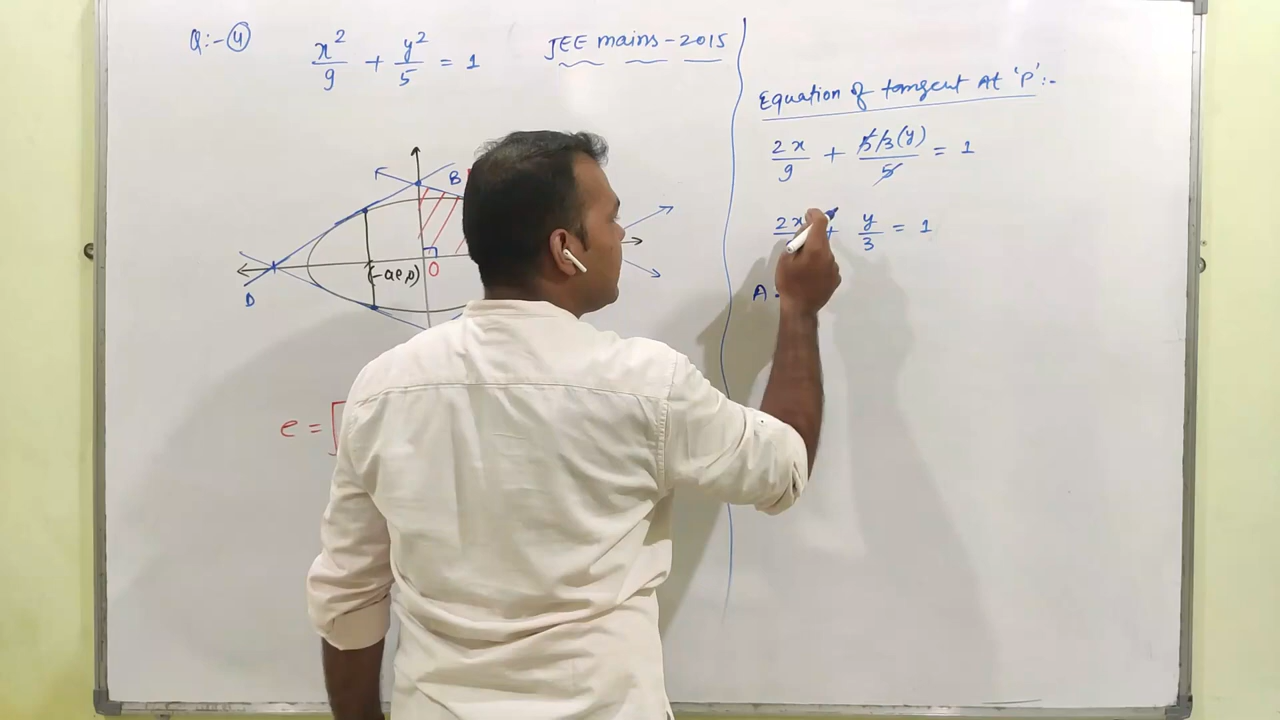 Q:- 4 x²/9 + y²/5 = 1 JEE mains - 2015
B
(-ae,0) O
D
e = [
Equation of tangent At 'P':-
2x/9 + 5/3(y)/5 = 1
2x + y/3 = 1
A